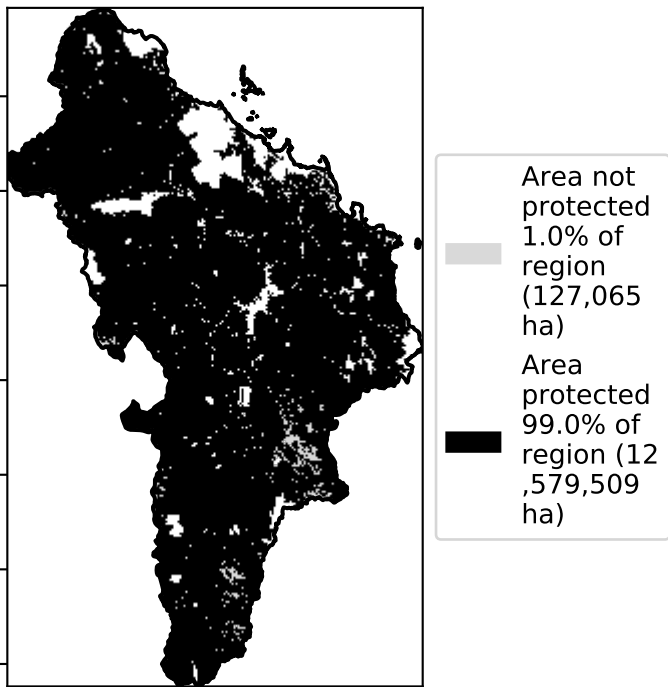 Area not
protected
1.0% of
region
(127,065
ha)
Area
protected
99.0% of
region (12
,579,509
ha)